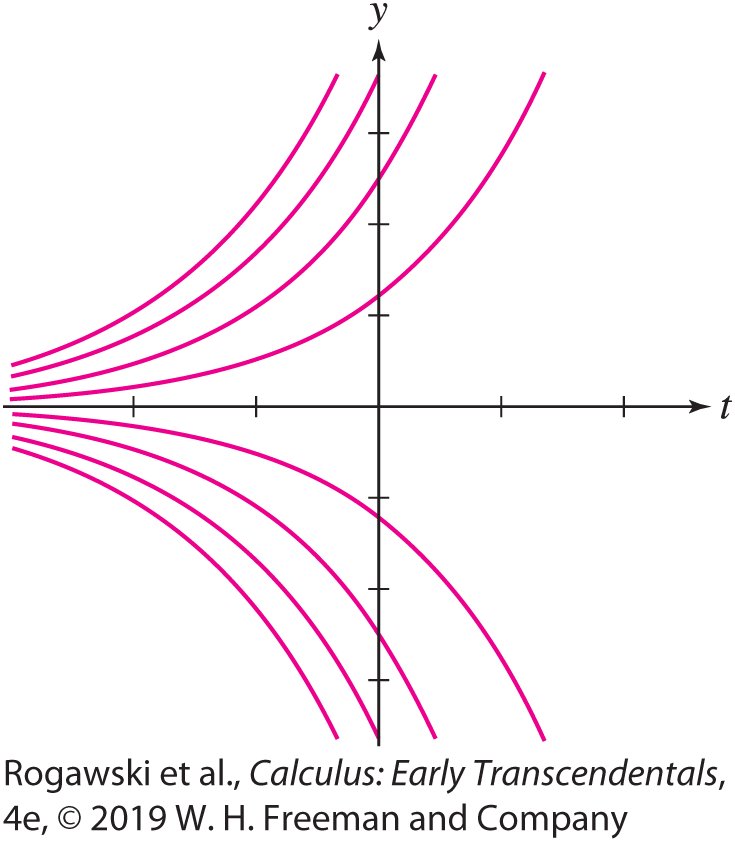 y
t
Rogawski et al., Calculus: Early Transcendentals,
4e, © 2019 W. H. Freeman and Company